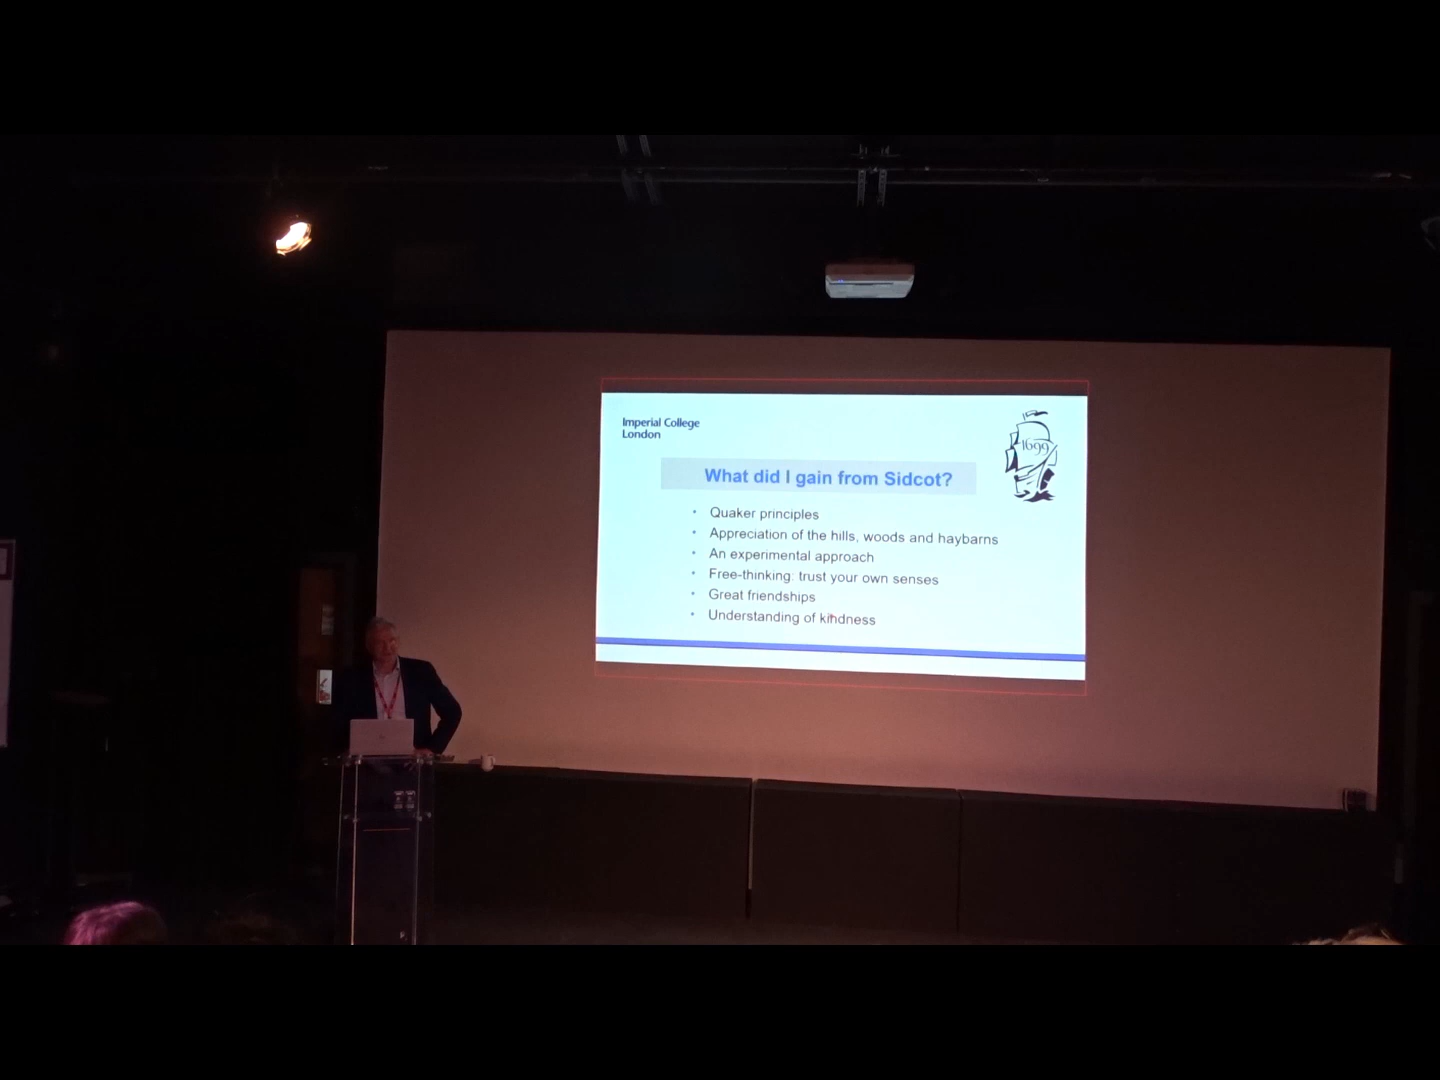 Imperial College
London
1699
What did I gain from Sidcot?
• Quaker principles
• Appreciation of the hills, woods and haybarns
• An experimental approach
• Free-thinking: trust your own senses
• Great friendships
• Understanding of kindness